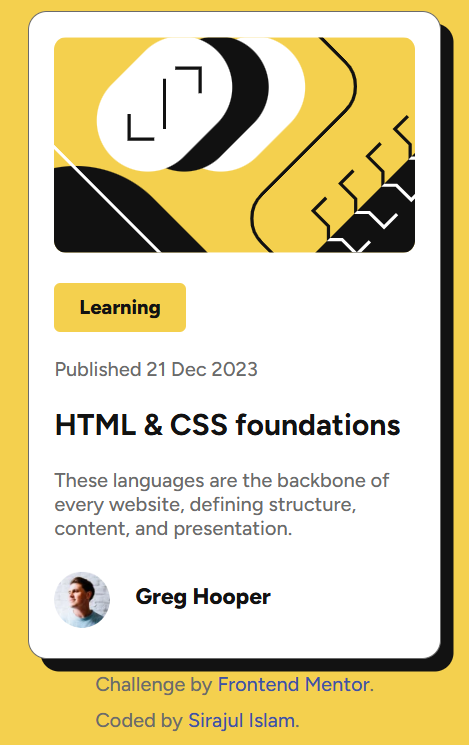 Learning
Published 21 Dec 2023
HTML & CSS foundations
These languages are the backbone of
every website, defining structure,
content, and presentation.
Greg Hooper
Challenge by Frontend Mentor.
Coded by Sirajul Islam.